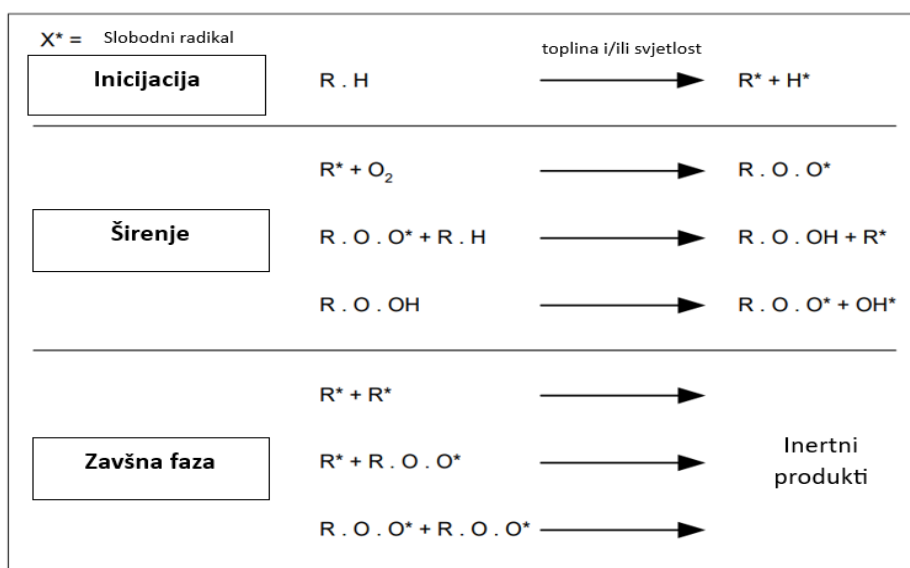 X* = Slobodni radikal
toplina i/ili svjetlost
Inicijacija R . H R* + H*
R* + O₂ R . O . O*
Širenje R . O . O* + R . H R . O . OH + R*
R . O . OH R . O . O* + OH*
R* + R*
Zavšna faza R* + R . O . O* Inertni
produkti
R . O . O* + R . O . O*